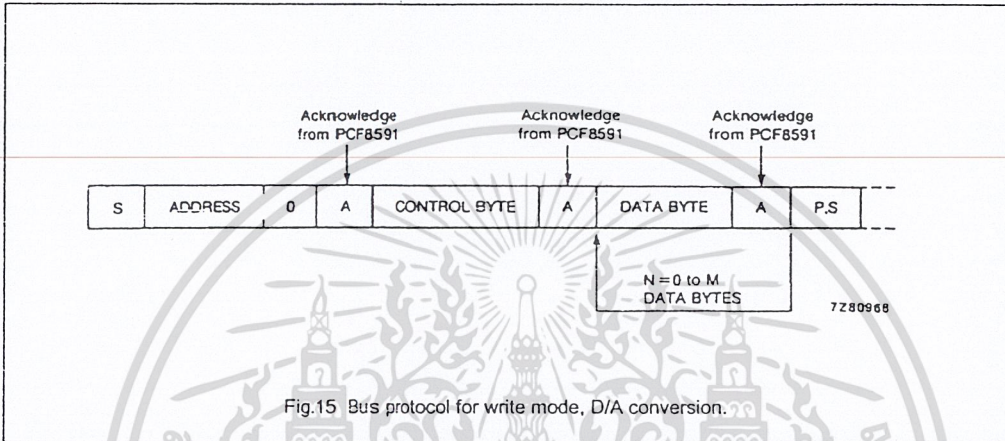 Acknowledge
from PCF8591
Acknowledge
from PCF8591
Acknowledge
from PCF8591
S ADDRESS 0 A CONTROL BYTE A DATA BYTE A P,S
N = 0 to M
DATA BYTES
7Z80968
Fig.15 Bus protocol for write mode, D/A conversion.